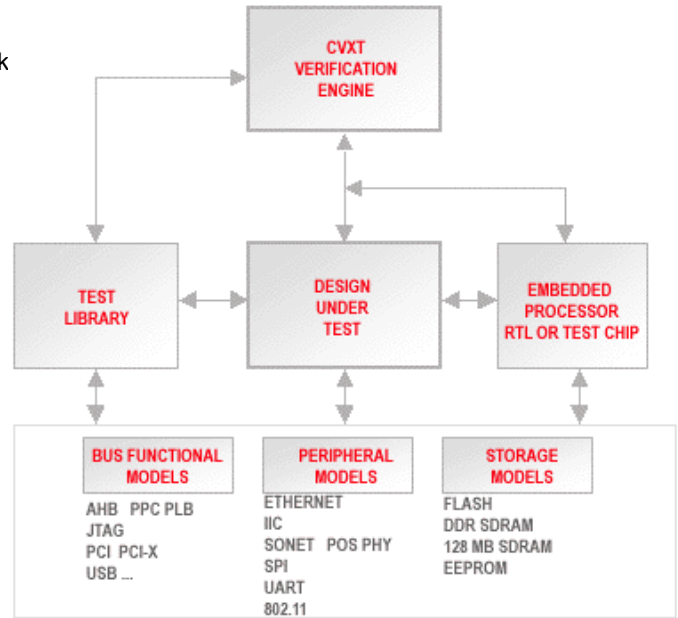 k
CVXT
VERIFICATION
ENGINE
TEST
LIBRARY
DESIGN
UNDER
TEST
EMBEDDED
PROCESSOR
RTL OR TEST CHIP
BUS FUNCTIONAL
MODELS
AHB PPC PLB
JTAG
PCI PCI-X
USB ...
PERIPHERAL
MODELS
ETHERNET
IIC
SONET POS PHY
SPI
UART
802.11
STORAGE
MODELS
FLASH
DDR SDRAM
128 MB SDRAM
EEPROM